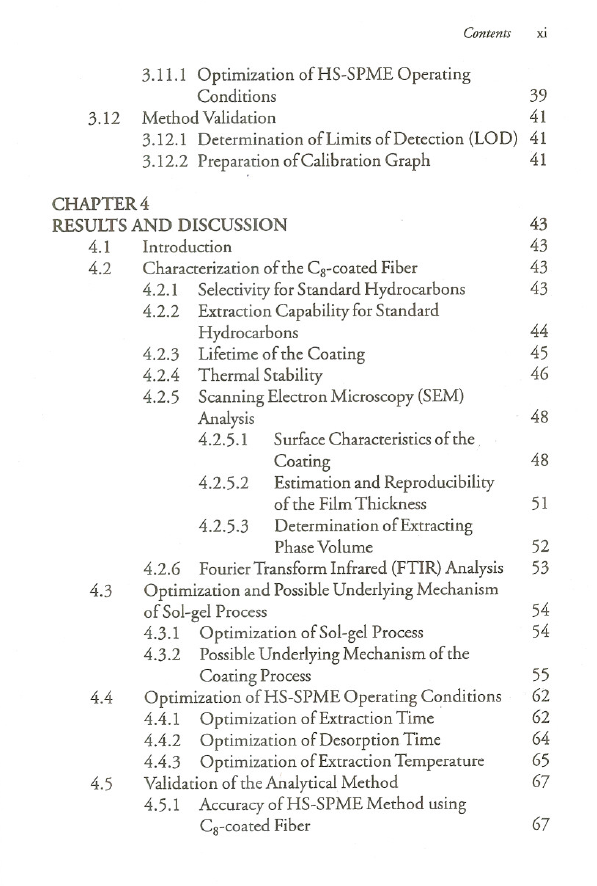 Contents xi
3.11.1 Optimization of HS-SPME Operating
Conditions 39
3.12 Method Validation 41
3.12.1 Determination of Limits of Detection (LOD) 41
3.12.2 Preparation of Calibration Graph 41
CHAPTER 4
RESULTS AND DISCUSSION 43
4.1 Introduction 43
4.2 Characterization of the C₈-coated Fiber 43
4.2.1 Selectivity for Standard Hydrocarbons 43
4.2.2 Extraction Capability for Standard
Hydrocarbons 44
4.2.3 Lifetime of the Coating 45
4.2.4 Thermal Stability 46
4.2.5 Scanning Electron Microscopy (SEM)
Analysis 48
4.2.5.1 Surface Characteristics of the
Coating 48
4.2.5.2 Estimation and Reproducibility
of the Film Thickness 51
4.2.5.3 Determination of Extracting
Phase Volume 52
4.2.6 Fourier Transform Infrared (FTIR) Analysis 53
4.3 Optimization and Possible Underlying Mechanism
of Sol-gel Process 54
4.3.1 Optimization of Sol-gel Process 54
4.3.2 Possible Underlying Mechanism of the
Coating Process 55
4.4 Optimization of HS-SPME Operating Conditions 62
4.4.1 Optimization of Extraction Time 62
4.4.2 Optimization of Desorption Time 64
4.4.3 Optimization of Extraction Temperature 65
4.5 Validation of the Analytical Method 67
4.5.1 Accuracy of HS-SPME Method using
C₈-coated Fiber 67